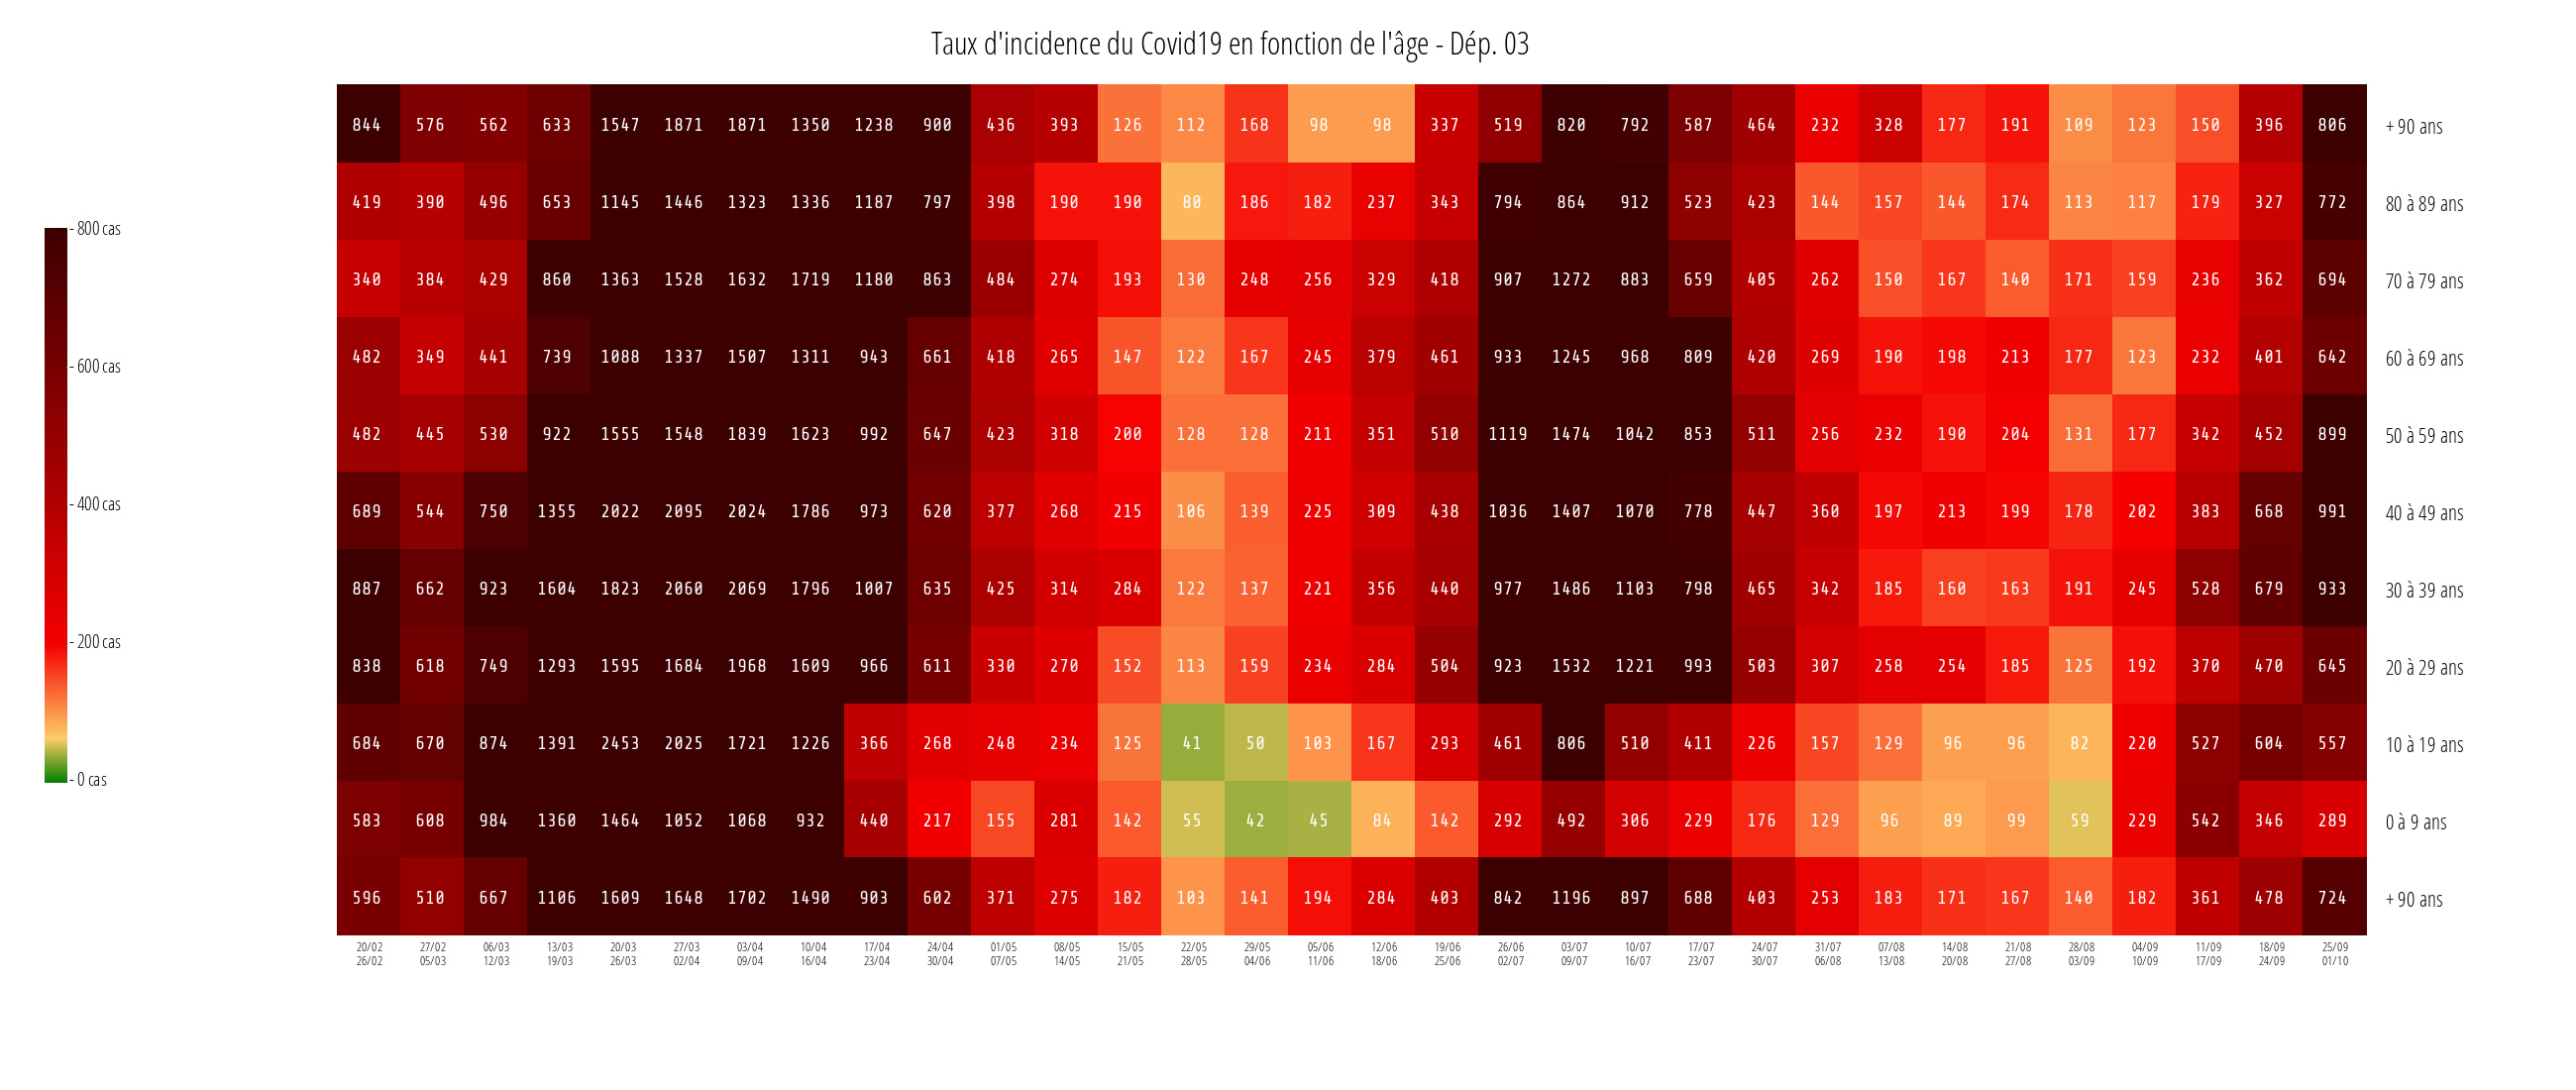 Taux d'incidence du Covid19 en fonction de l'âge - Dép. 03
- 800 cas
- 600 cas
- 400 cas
- 200 cas
- 0 cas
844 576 562 633 1547 1871 1871 1350 1238 900 436 393 126 112 168 98 98 337 519 820 792 587 464 232 328 177 191 109 123 150 396 806 + 90 ans
419 390 496 653 1145 1446 1323 1336 1187 797 398 190 190 80 186 182 237 343 794 864 912 523 423 144 157 144 174 113 117 179 327 772 80 à 89 ans
340 384 429 860 1363 1528 1632 1719 1180 863 484 274 193 130 248 256 329 418 907 1272 883 659 405 262 150 167 140 171 159 236 362 694 70 à 79 ans
482 349 441 739 1088 1337 1507 1311 943 661 418 265 147 122 167 245 379 461 933 1245 968 809 420 269 190 198 213 177 123 232 401 642 60 à 69 ans
482 445 530 922 1555 1548 1839 1623 992 647 423 318 200 128 128 211 351 510 1119 1474 1042 853 511 256 232 190 204 131 177 342 452 899 50 à 59 ans
689 544 750 1355 2022 2095 2024 1786 973 620 377 268 215 106 139 225 309 438 1036 1407 1070 778 447 360 197 213 199 178 202 383 668 991 40 à 49 ans
887 662 923 1604 1823 2060 2069 1796 1007 635 425 314 284 122 137 221 356 440 977 1486 1103 798 465 342 185 160 163 191 245 528 679 933 30 à 39 ans
838 618 749 1293 1595 1684 1968 1609 966 611 330 270 152 113 159 234 284 504 923 1532 1221 993 503 307 258 254 185 125 192 370 470 645 20 à 29 ans
684 670 874 1391 2453 2025 1721 1226 366 268 248 234 125 41 50 103 167 293 461 806 510 411 226 157 129 96 96 82 220 527 604 557 10 à 19 ans
583 608 984 1360 1464 1052 1068 932 440 217 155 281 142 55 42 45 84 142 292 492 306 229 176 129 96 89 99 59 229 542 346 289 0 à 9 ans
596 510 667 1106 1609 1648 1702 1490 903 602 371 275 182 103 141 194 284 403 842 1196 897 688 403 253 183 171 167 140 182 361 478 724 + 90 ans
20/02 27/02 06/03 13/03 20/03 27/03 03/04 10/04 17/04 24/04 01/05 08/05 15/05 22/05 29/05 05/06 12/06 19/06 26/06 03/07 10/07 17/07 24/07 31/07 07/08 14/08 21/08 28/08 04/09 11/09 18/09 25/09
26/02 05/03 12/03 19/03 26/03 02/04 09/04 16/04 23/04 30/04 07/05 14/05 21/05 28/05 04/06 11/06 18/06 25/06 02/07 09/07 16/07 23/07 30/07 06/08 13/08 20/08 27/08 03/09 10/09 17/09 24/09 01/10